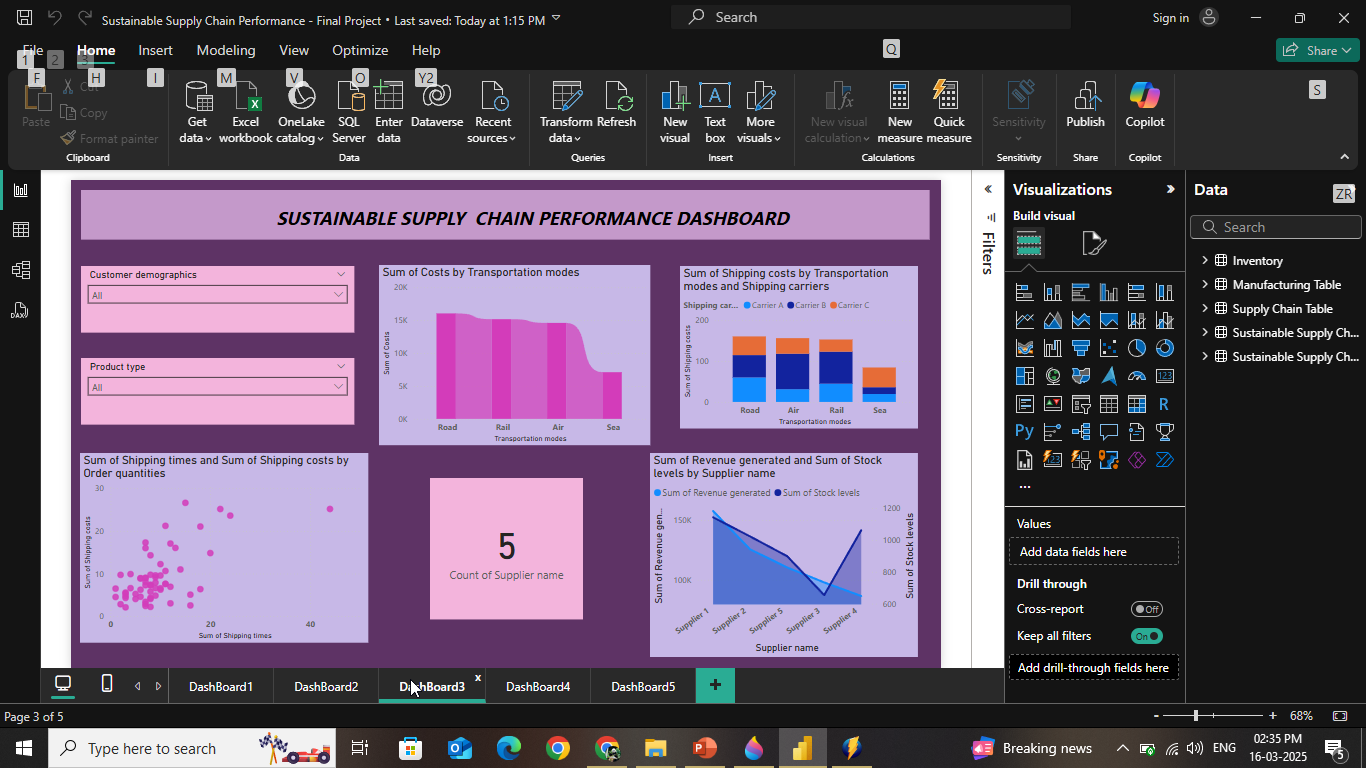 Sustainable Supply Chain Performance - Final Project • Last saved: Today at 1:15 PM
Search
Sign in
File Home Insert Modeling View Optimize Help
Share
1 2 3 Q
F H I M V O Y2 S
Paste
Cut
Copy
Format painter
Get data
Excel workbook
OneLake catalog
SQL Server
Enter data
Dataverse
Recent sources
Transform data
Refresh
New visual
Text box
More visuals
New visual calculation
New measure
Quick measure
Sensitivity
Publish
Copilot
Clipboard Data Queries Insert Calculations Sensitivity Share Copilot
SUSTAINABLE SUPPLY CHAIN PERFORMANCE DASHBOARD
Customer demographics
All
Product type
All
Sum of Costs by Transportation modes
Sum of Costs
20K
15K
10K
5K
0K
Road Rail Air Sea
Transportation modes
Sum of Shipping costs by Transportation
modes and Shipping carriers
Shipping car... Carrier A Carrier B Carrier C
Sum of Shipping costs
200
100
0
Road Air Rail Sea
Transportation modes
Sum of Shipping times and Sum of Shipping costs by
Order quantities
Sum of Shipping costs
30
20
10
0
0 20 40
Sum of Shipping times
5
Count of Supplier name
Sum of Revenue generated and Sum of Stock
levels by Supplier name
Sum of Revenue generated Sum of Stock levels
Sum of Revenue gen...
150K
100K
1200
1000
800
600
Sum of Stock levels
Supplier 1 Supplier 2 Supplier 5 Supplier 3 Supplier 4
Supplier name
Filters
Visualizations
Build visual
R
Py
123
...
Values
Add data fields here
Drill through
Cross-report Off
Keep all filters On
Add drill-through fields here
Data
ZR
Search
Inventory
Manufacturing Table
Supply Chain Table
Sustainable Supply Ch...
Sustainable Supply Ch...
DashBoard1 DashBoard2 DashBoard3 x DashBoard4 DashBoard5 +
Page 3 of 5
- + 68%
Type here to search
Breaking news
ENG
02:35 PM
16-03-2025
5